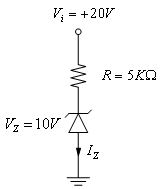 V_i = +20V
R = 5KΩ
V_Z = 10V
I_Z